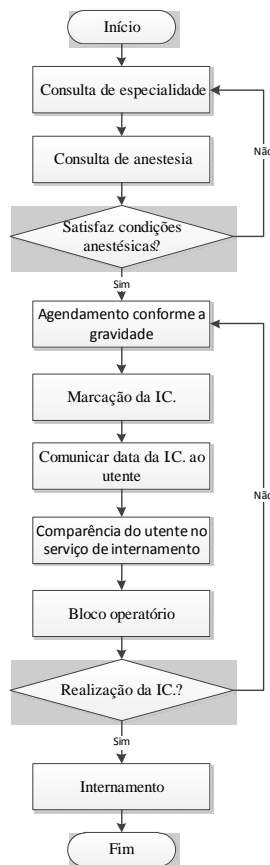 Início
Consulta de especialidade
Não
Consulta de anestesia
Satisfaz condições
anestésicas?
Sim
Agendamento conforme a
gravidade
Marcação da I.C.
Comunicar data da I.C. ao
utente
Não
Comparência do utente no
serviço de internamento
Bloco operatório
Realização da IC.?
Sim
Internamento
Fim